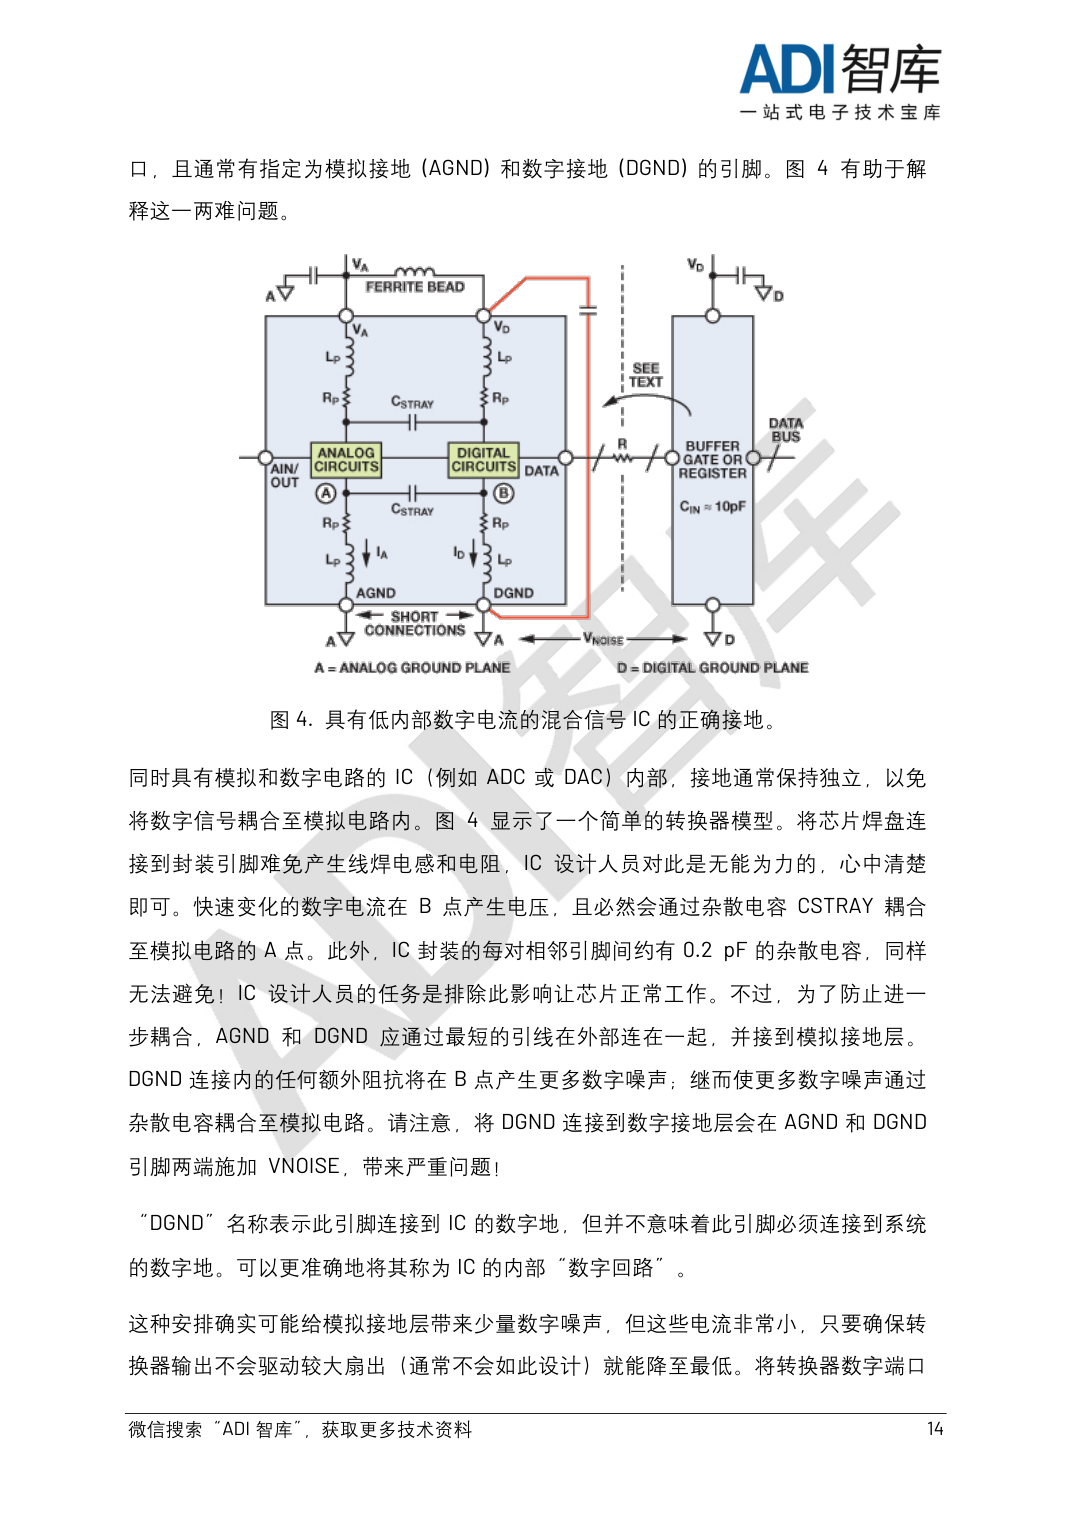 ADI智库
一站式电子技术宝库
口，且通常有指定为模拟接地 (AGND) 和数字接地 (DGND) 的引脚。图 4 有助于解
释这一两难问题。
VA
FERRITE BEAD
A
VD
D
VA
VD
LP
LP
SEE
TEXT
RP
CSTRAY
RP
DATA
BUS
ANALOG
CIRCUITS
DIGITAL
CIRCUITS
R
BUFFER
GATE OR
REGISTER
AIN/
OUT
DATA
A
B
CSTRAY
CIN ≈ 10pF
RP
RP
LP
IA
ID
LP
AGND
DGND
SHORT
CONNECTIONS
A
A
VNOISE
D
A = ANALOG GROUND PLANE
D = DIGITAL GROUND PLANE
图 4. 具有低内部数字电流的混合信号 IC 的正确接地。
同时具有模拟和数字电路的 IC（例如 ADC 或 DAC）内部，接地通常保持独立，以免
将数字信号耦合至模拟电路内。图 4 显示了一个简单的转换器模型。将芯片焊盘连
接到封装引脚难免产生线焊电感和电阻，IC 设计人员对此是无能为力的，心中清楚
即可。快速变化的数字电流在 B 点产生电压，且必然会通过杂散电容 CSTRAY 耦合
至模拟电路的 A 点。此外，IC 封装的每对相邻引脚间约有 0.2 pF 的杂散电容，同样
无法避免！IC 设计人员的任务是排除此影响让芯片正常工作。不过，为了防止进一
步耦合，AGND 和 DGND 应通过最短的引线在外部连在一起，并接到模拟接地层。
DGND 连接内的任何额外阻抗将在 B 点产生更多数字噪声；继而使更多数字噪声通过
杂散电容耦合至模拟电路。请注意，将 DGND 连接到数字接地层会在 AGND 和 DGND
引脚两端施加 VNOISE，带来严重问题！
“DGND”名称表示此引脚连接到 IC 的数字地，但并不意味着此引脚必须连接到系统
的数字地。可以更准确地将其称为 IC 的内部“数字回路”。
这种安排确实可能给模拟接地层带来少量数字噪声，但这些电流非常小，只要确保转
换器输出不会驱动较大扇出（通常不会如此设计）就能降至最低。将转换器数字端口
微信搜索“ADI 智库”，获取更多技术资料
14
ADI智库